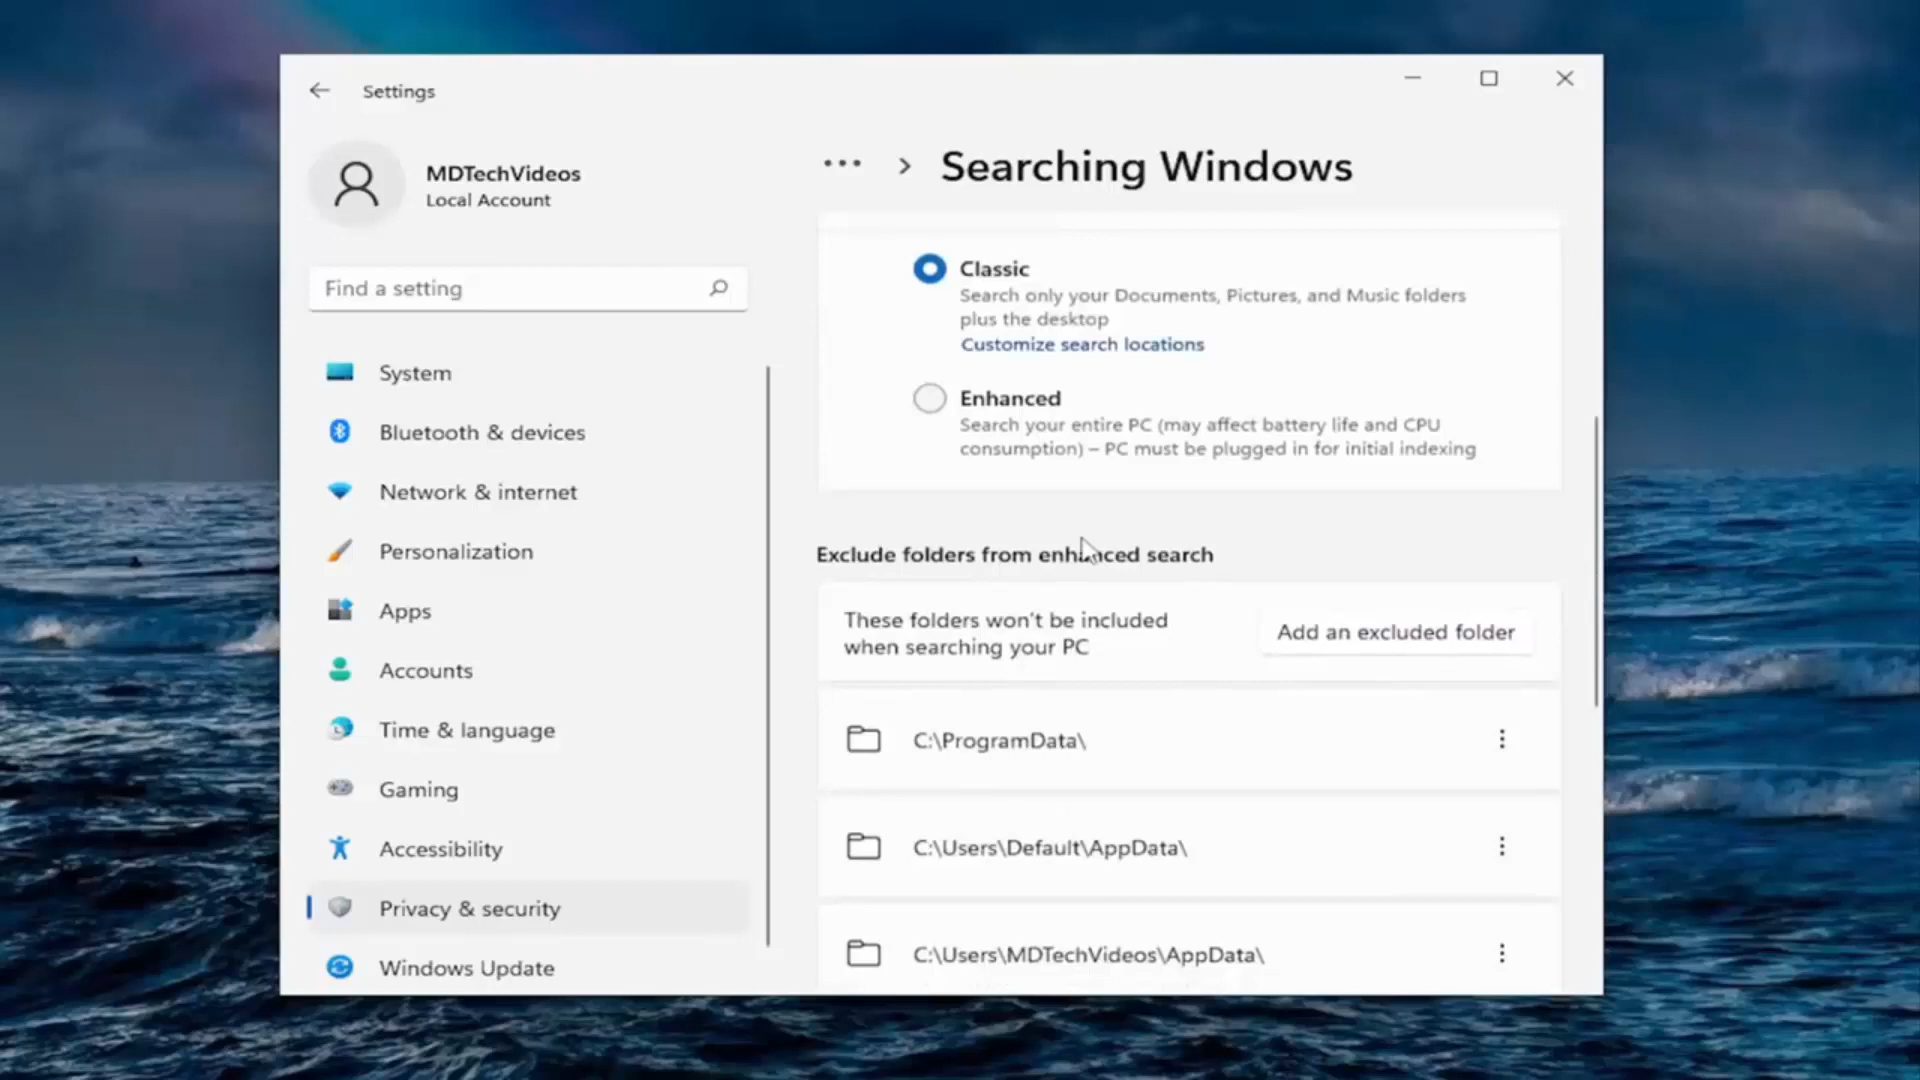 Settings
MDTechVideos
Local Account
Find a setting
System
Bluetooth & devices
Network & internet
Personalization
Apps
Accounts
Time & language
Gaming
Accessibility
Privacy & security
Windows Update
... > Searching Windows
Classic
Search only your Documents, Pictures, and Music folders
plus the desktop
Customize search locations
Enhanced
Search your entire PC (may affect battery life and CPU
consumption) – PC must be plugged in for initial indexing
Exclude folders from enhanced search
These folders won't be included
when searching your PC
Add an excluded folder
C:\ProgramData\
C:\Users\Default\AppData\
C:\Users\MDTechVideos\AppData\